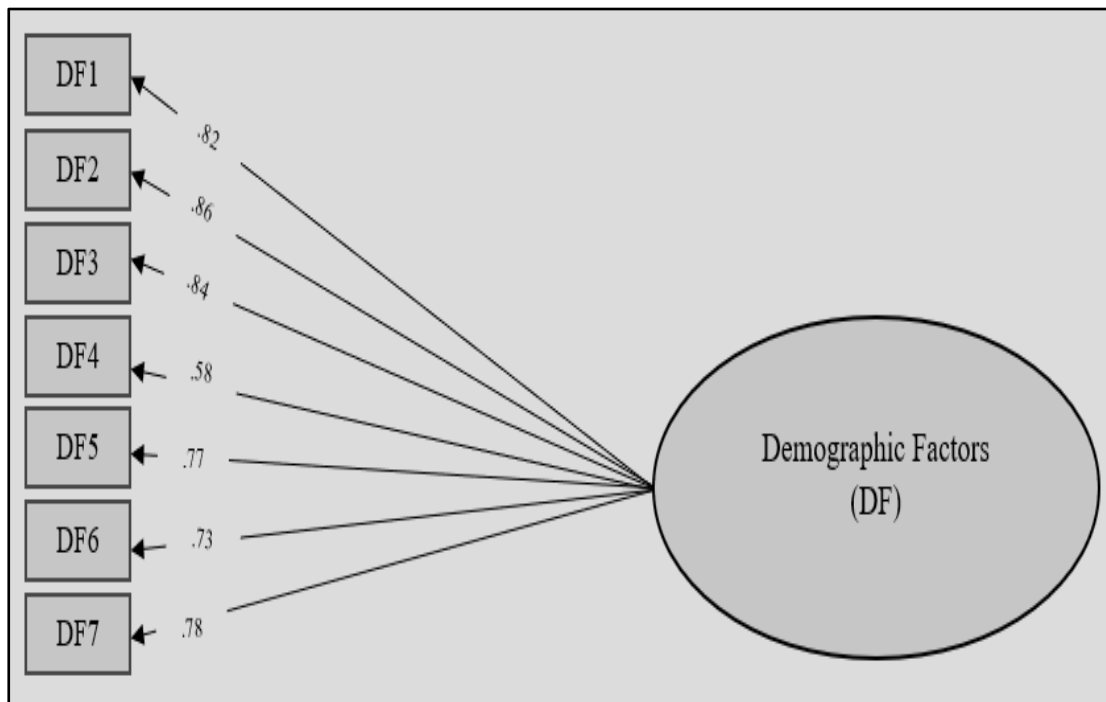 DF1
.82
DF2
.86
DF3
.84
DF4
.58
DF5
.77
DF6
.73
DF7
.78
Demographic Factors
(DF)